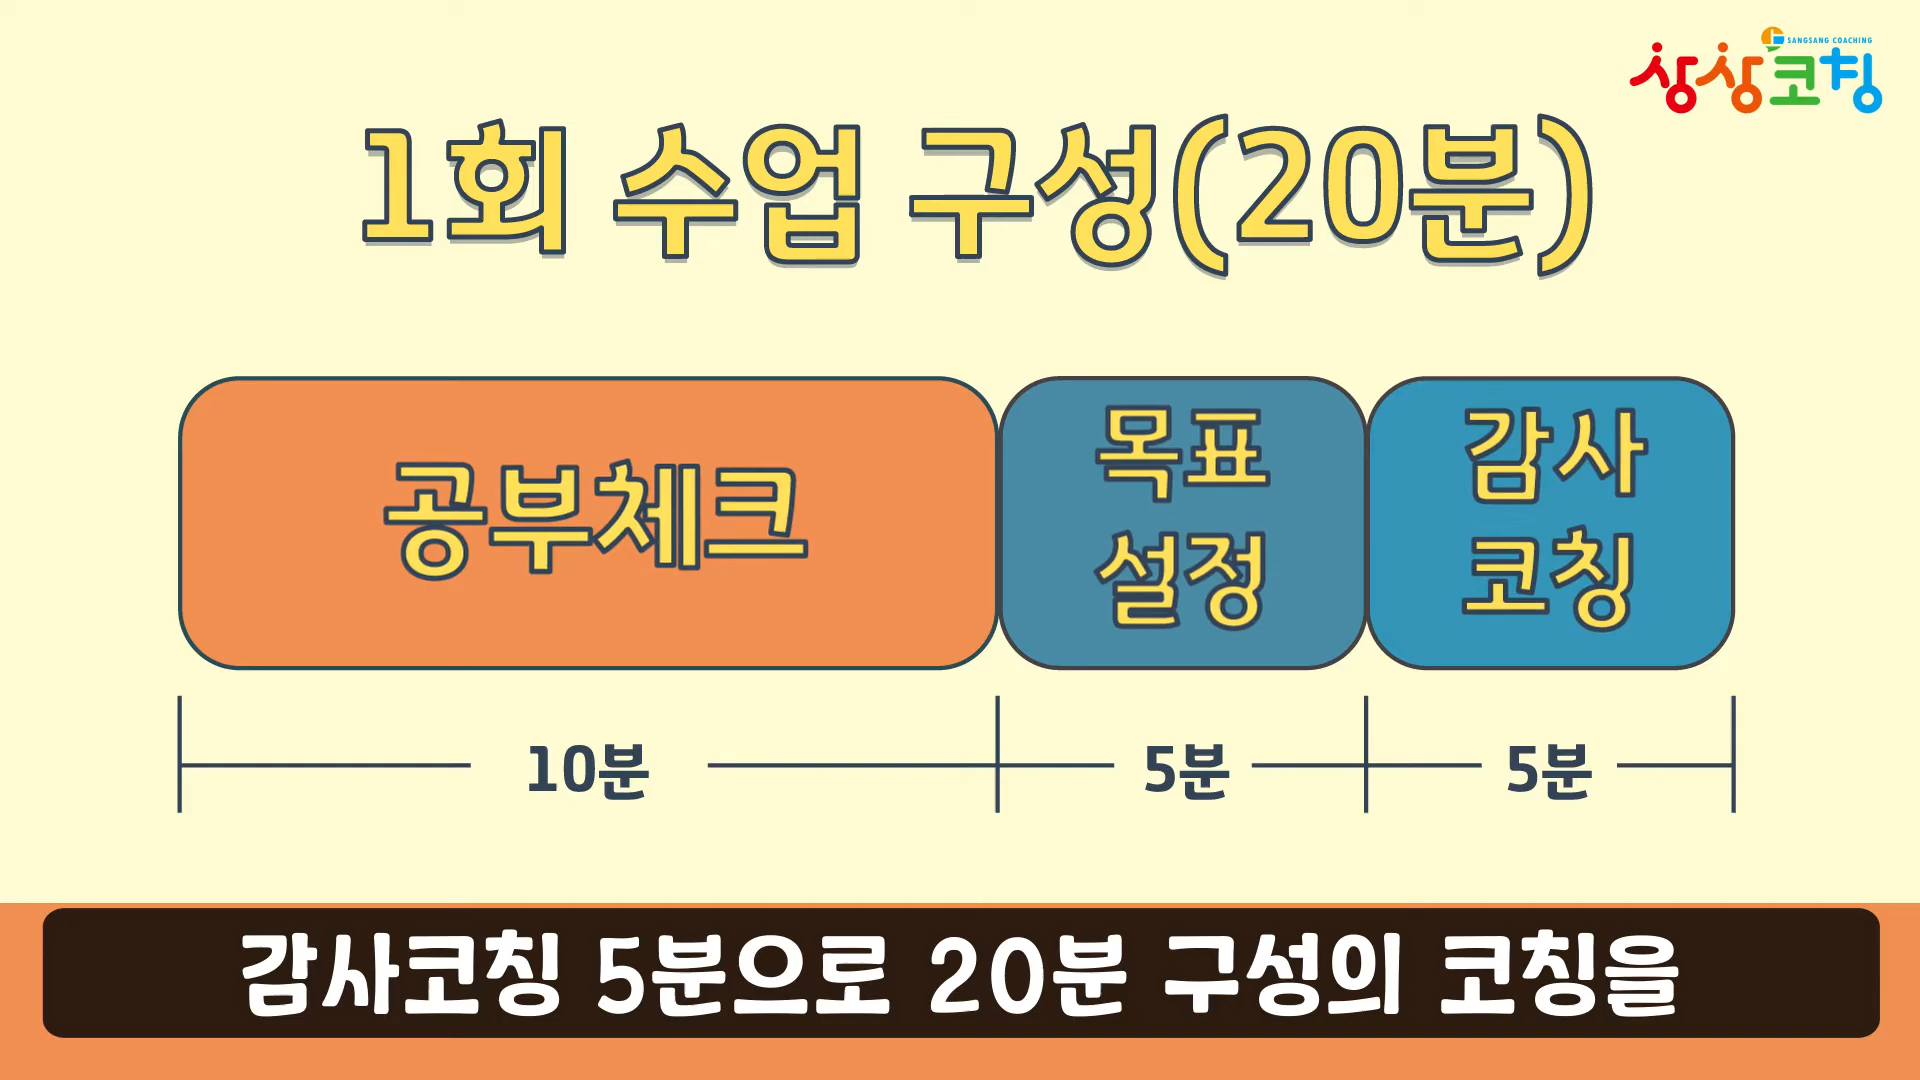 SANGSANG COACHING
상상코칭
1회 수업 구성(20분)
공부체크
목표
설정
감사
코칭
10분
5분
5분
감사코칭 5분으로 20분 구성의 코칭을